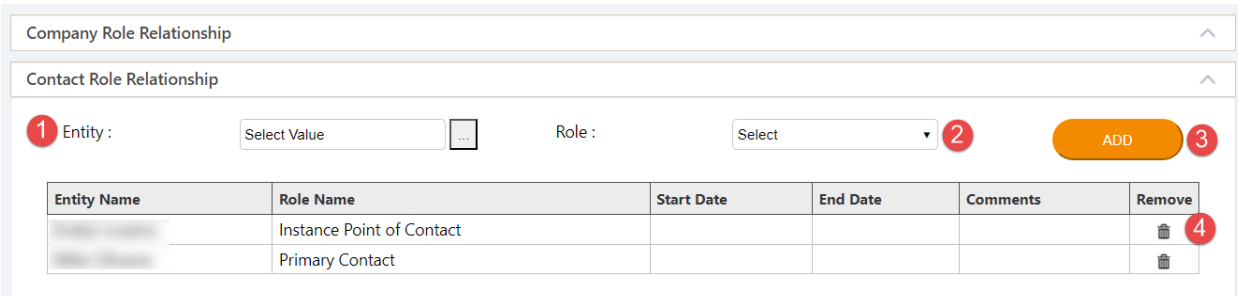 Company Role Relationship
Contact Role Relationship
1 Entity : Select Value ... Role : Select 2 ADD 3
Entity Name Role Name Start Date End Date Comments Remove
Instance Point of Contact 4
Primary Contact